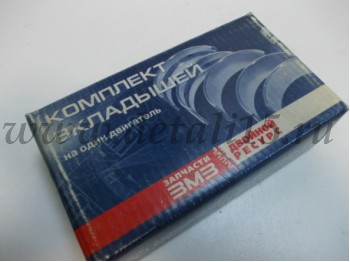 КОМПЛЕКТ
ВКЛАДЫШЕЙ
на один двигатель
ЗАПЧАСТИ
ЗМЗ
ДВОЙНОЙ
РЕСУРС